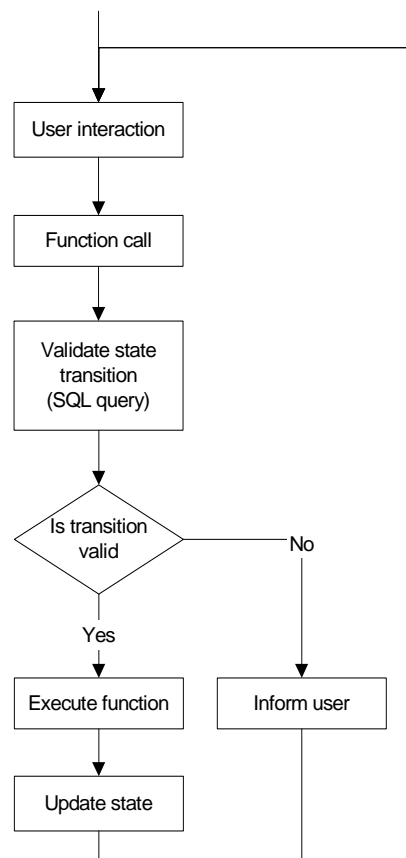 User interaction
Function call
Validate state
transition
(SQL query)
Is transition
valid
No
Yes
Execute function
Inform user
Update state